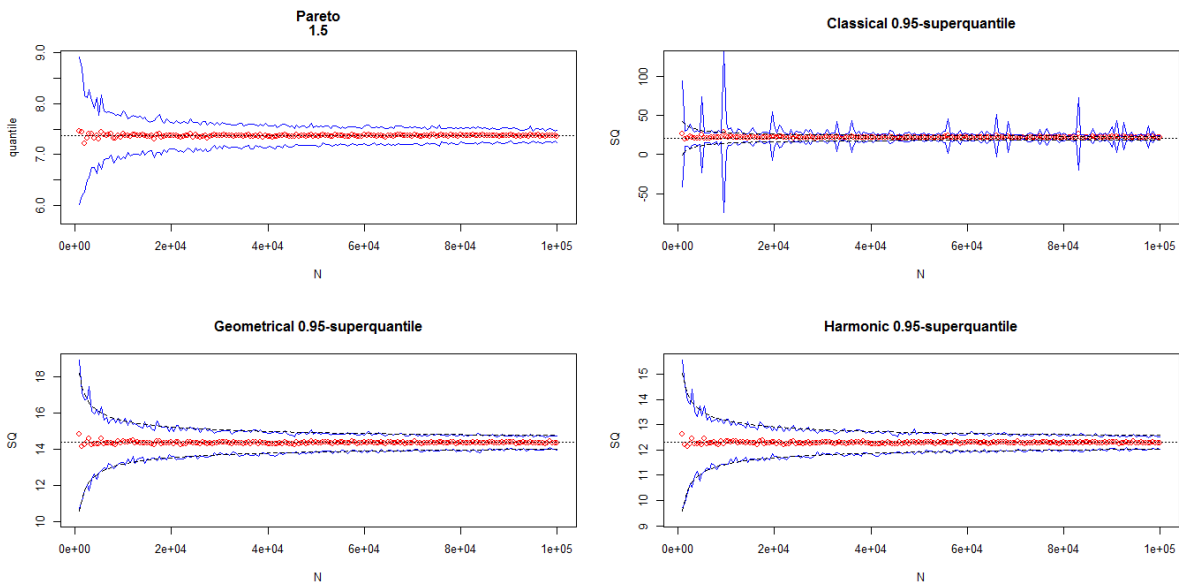 Pareto
1.5
quantile
9.0
8.0
7.0
6.0
0e+00 2e+04 4e+04 6e+04 8e+04 1e+05
N
Classical 0.95-superquantile
SQ
100
50
0
-50
0e+00 2e+04 4e+04 6e+04 8e+04 1e+05
N
Geometrical 0.95-superquantile
SQ
18
16
14
12
10
0e+00 2e+04 4e+04 6e+04 8e+04 1e+05
N
Harmonic 0.95-superquantile
SQ
15
14
13
12
11
9
0e+00 2e+04 4e+04 6e+04 8e+04 1e+05
N